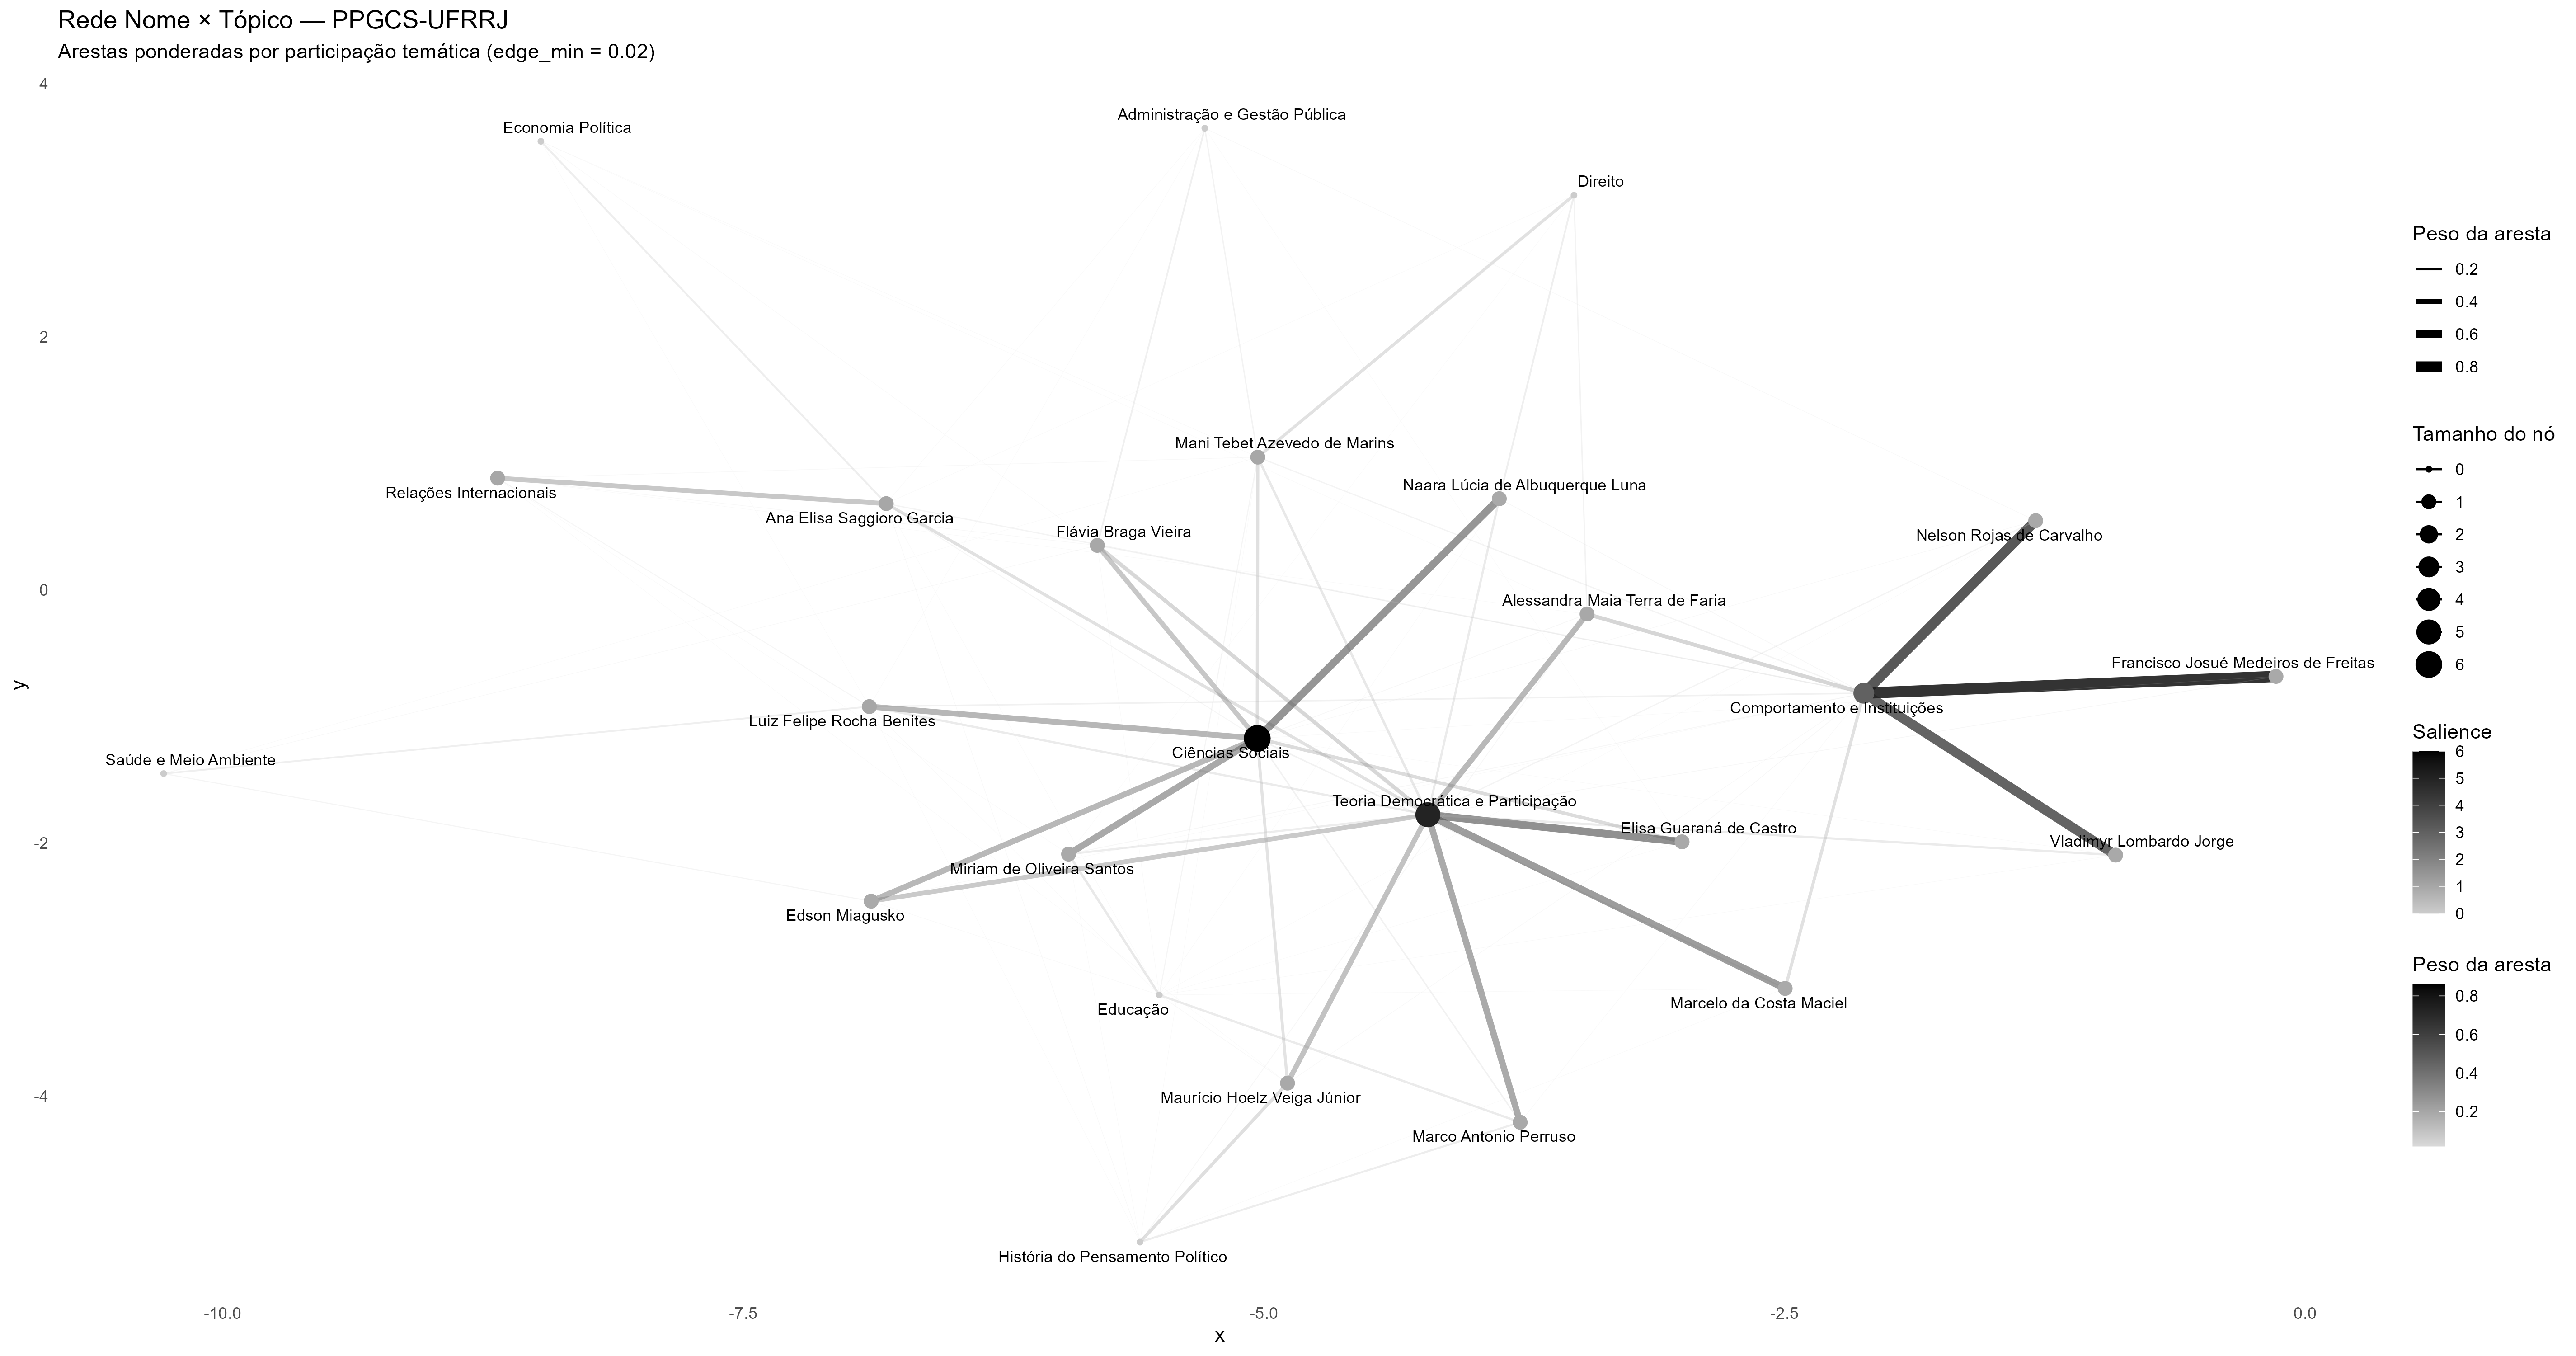 Rede Nome × Tópico — PPGCS-UFRRJ
Arestas ponderadas por participação temática (edge_min = 0.02)
4
2
0
-2
-4
y
-10.0
-7.5
-5.0
-2.5
0.0
x
Economia Política
Administração e Gestão Pública
Direito
Mani Tebet Azevedo de Marins
Naara Lúcia de Albuquerque Luna
Relações Internacionais
Ana Elisa Saggioro Garcia
Flávia Braga Vieira
Nelson Rojas de Carvalho
Alessandra Maia Terra de Faria
Francisco Josué Medeiros de Freitas
Comportamento e Instituições
Luiz Felipe Rocha Benites
Ciências Sociais
Saúde e Meio Ambiente
Teoria Democrática e Participação
Elisa Guaraná de Castro
Vladimyr Lombardo Jorge
Miriam de Oliveira Santos
Edson Miagusko
Marcelo da Costa Maciel
Educação
Maurício Hoelz Veiga Júnior
Marco Antonio Perruso
História do Pensamento Político
Peso da aresta
0.2
0.4
0.6
0.8
Tamanho do nó
0
1
2
3
4
5
6
Salience
6
5
4
3
2
1
0
Peso da aresta
0.8
0.6
0.4
0.2